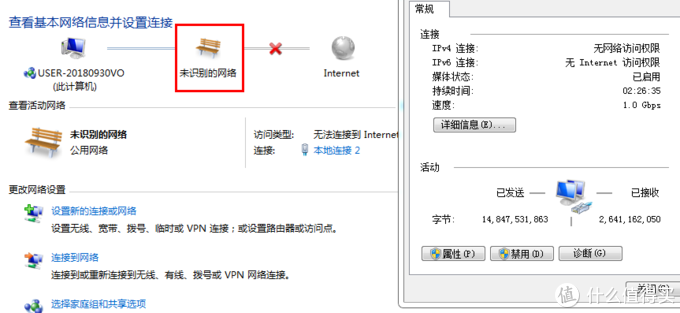 查看基本网络信息并设置连接
USER-20180930VO
(此计算机)
未识别的网络
Internet
查看活动网络
未识别的网络
公用网络
访问类型: 无法连接到 Internet
连接: 本地连接 2
更改网络设置
设置新的连接或网络
设置无线、宽带、拨号、临时或 VPN 连接;或设置路由器或访问点。
连接到网络
连接到或重新连接到无线、有线、拨号或 VPN 网络连接。
选择家庭组和共享选项
常规
连接
IPv4 连接: 无网络访问权限
IPv6 连接: 无 Internet 访问权限
媒体状态: 已启用
持续时间: 02:26:35
速度: 1.0 Gbps
详细信息(E)...
活动
已发送 — — 已接收
字节: 14,847,531,863 2,641,162,050
属性(P) 禁用(D) 诊断(G)
值 什么值得买